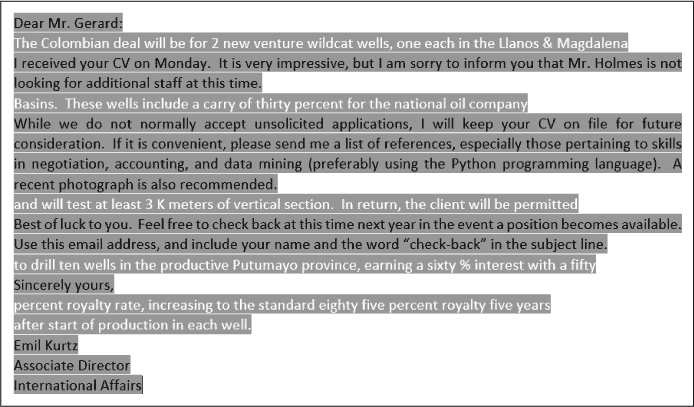 Dear Mr. Gerard:
The Colombian deal will be for 2 new venture wildcat wells, one each in the Llanos & Magdalena
I received your CV on Monday.  It is very impressive, but I am sorry to inform you that Mr. Holmes is not
looking for additional staff at this time.
Basins.  These wells include a carry of thirty percent for the national oil company
While we do not normally accept unsolicited applications, I will keep your CV on file for future
consideration.  If it is convenient, please send me a list of references, especially those pertaining to skills
in negotiation, accounting, and data mining (preferably using the Python programming language).  A
recent photograph is also recommended.
and will test at least 3 K meters of vertical section.  In return, the client will be permitted
Best of luck to you.  Feel free to check back at this time next year in the event a position becomes available.
Use this email address, and include your name and the word “check-back” in the subject line.
to drill ten wells in the productive Putumayo province, earning a sixty % interest with a fifty
Sincerely yours,
percent royalty rate, increasing to the standard eighty five percent royalty five years
after start of production in each well.
Emil Kurtz
Associate Director
International Affairs